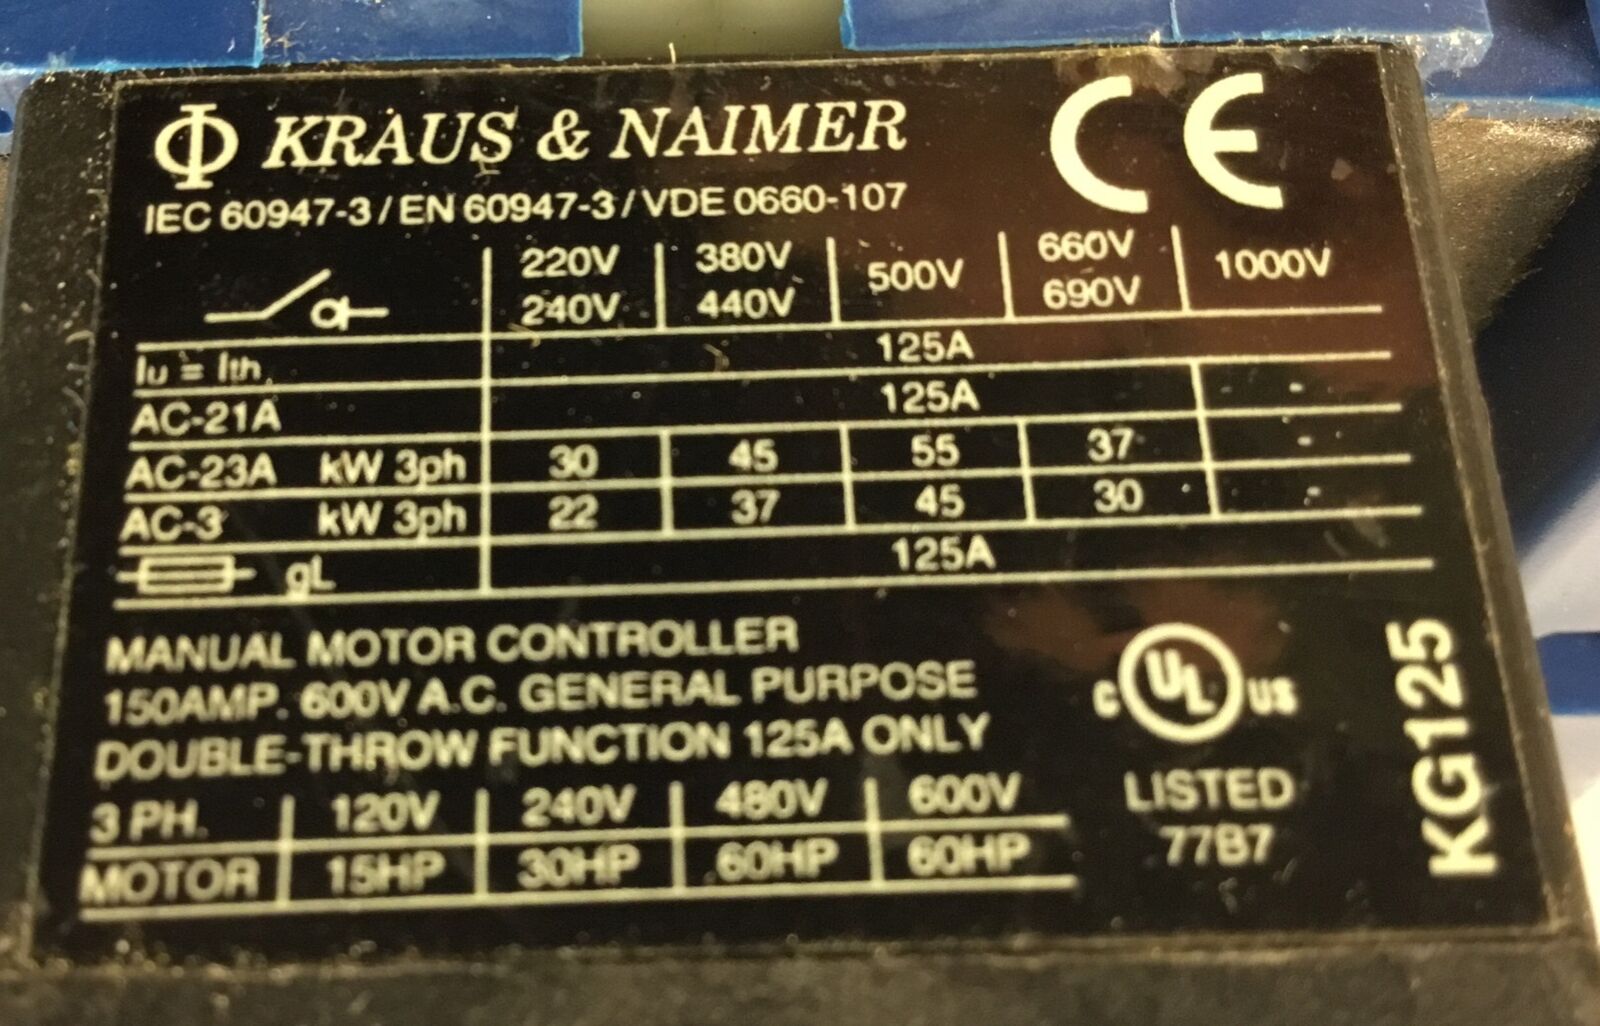 KRAUS & NAIMER
CE
IEC 60947-3 / EN 60947-3 / VDE 0660-107
220V 240V 380V 440V 500V 660V 690V 1000V
Iu = Ith 125A
AC-21A 125A -
AC-23A kW 3ph 30 45 55 37 -
AC-3 kW 3ph 22 37 45 30 -
gL 125A
MANUAL MOTOR CONTROLLER
150AMP. 600V A.C. GENERAL PURPOSE
DOUBLE-THROW FUNCTION 125A ONLY
3 PH. 120V 240V 480V 600V
MOTOR 15HP 30HP 60HP 60HP
C UL US
LISTED
77B7
KG125